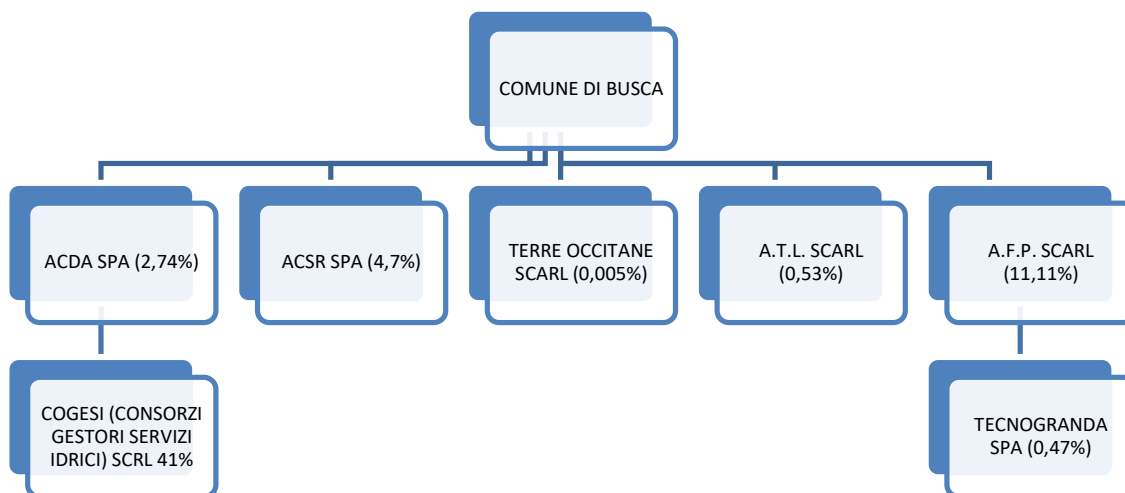 COMUNE DI BUSCA
ACDA SPA (2,74%)
ACSR SPA (4,7%)
TERRE OCCITANE
SCARL (0,005%)
A.T.L. SCARL
(0,53%)
A.F.P. SCARL
(11,11%)
COGESI (CONSORZI
GESTORI SERVIZI
IDRICI) SCRL 41%
TECNOGRANDA
SPA (0,47%)